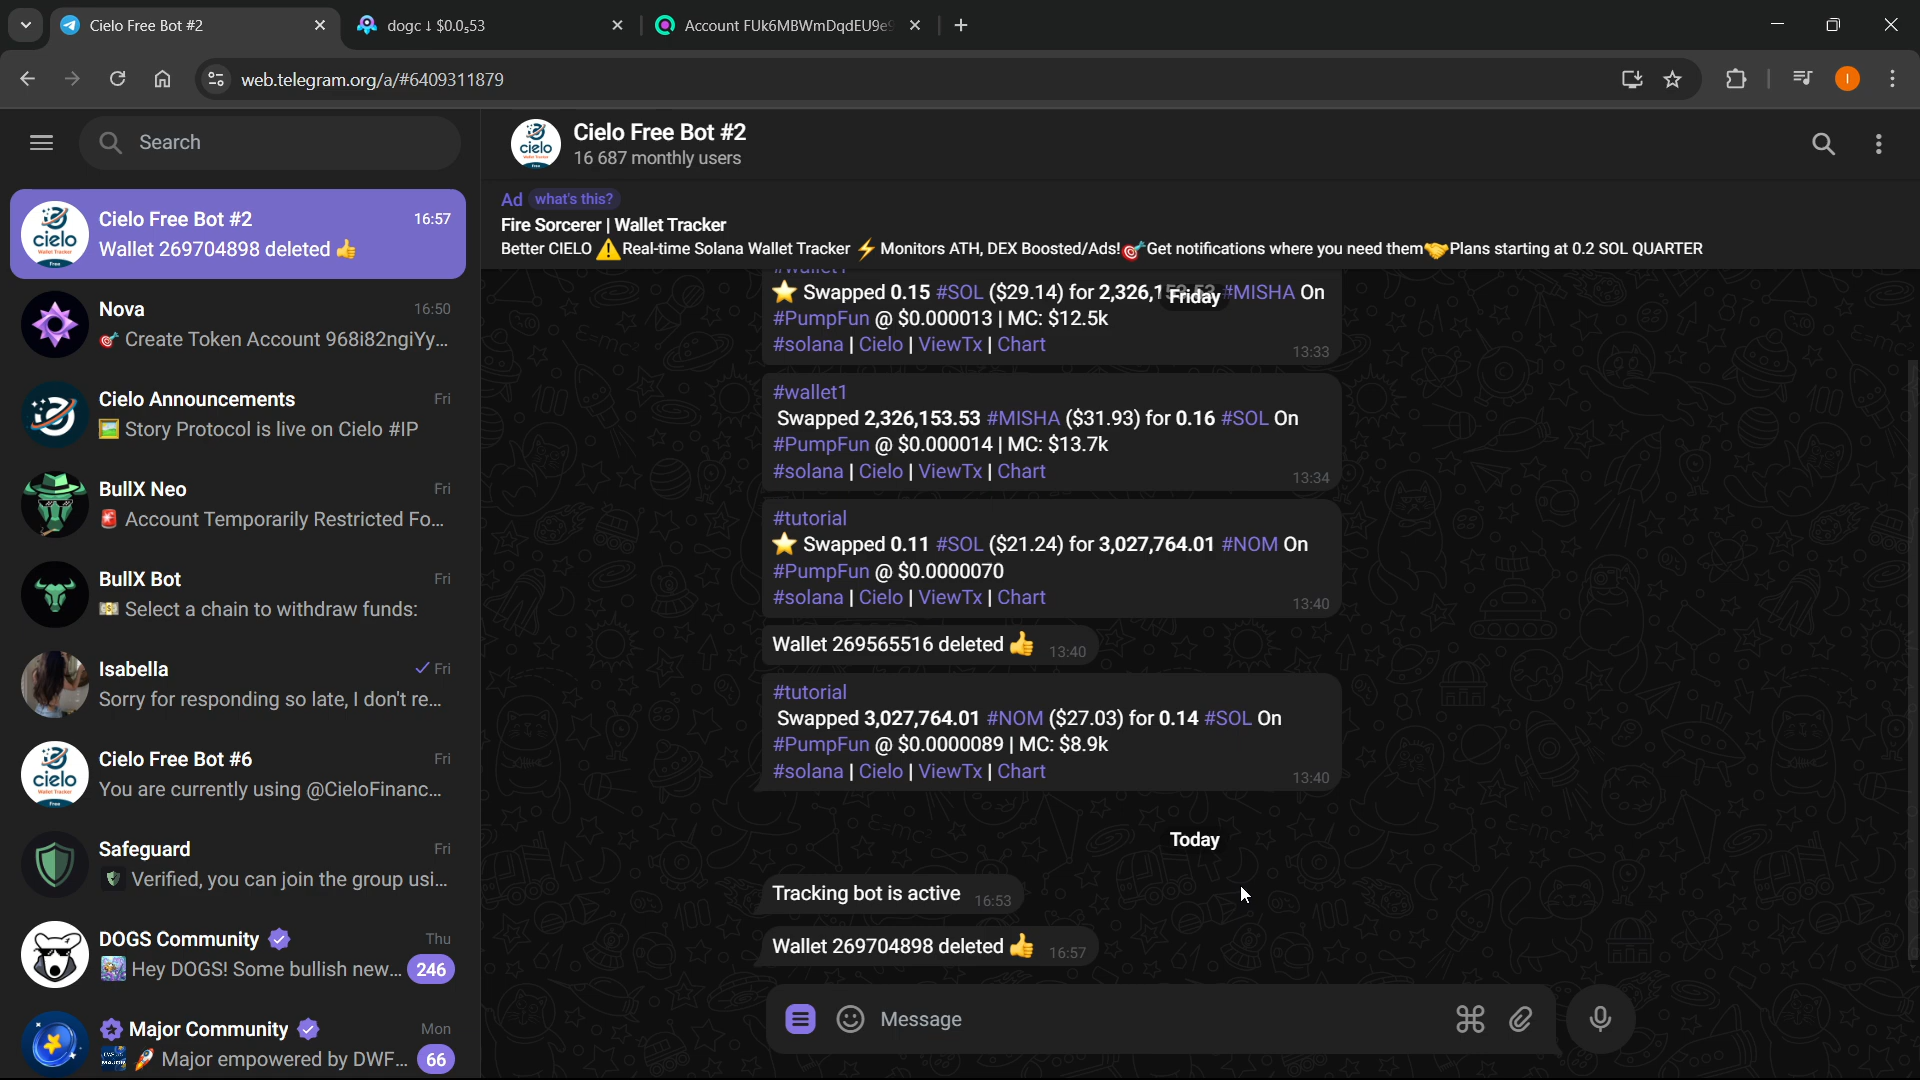 Cielo Free Bot #2
dogc ↓ $0.0₅53
Account FUk6MBWmDqdEU9e9
web.telegram.org/a/#6409311879
I
Search
Cielo Free Bot #2
16:57
Wallet 269704898 deleted 👍
Nova
16:50
🎯 Create Token Account 968i82ngiYy...
Cielo Announcements
Fri
🖼️ Story Protocol is live on Cielo #IP
BullX Neo
Fri
🚨 Account Temporarily Restricted Fo...
BullX Bot
Fri
💵 Select a chain to withdraw funds:
Isabella
✓ Fri
Sorry for responding so late, I don't re...
Cielo Free Bot #6
Fri
You are currently using @CieloFinanc...
Safeguard
Fri
Verified, you can join the group usi...
DOGS Community
Thu
Hey DOGS! Some bullish new...
246
Major Community
Mon
🚀 Major empowered by DWF...
66
cielo
Cielo Free Bot #2
16 687 monthly users
Ad what's this?
Fire Sorcerer | Wallet Tracker
Better CIELO ⚠️Real-time Solana Wallet Tracker ⚡ Monitors ATH, DEX Boosted/Ads!🎯Get notifications where you need them🤝Plans starting at 0.2 SOL QUARTER
#wallet1
Friday
⭐ Swapped 0.15 #SOL ($29.14) for 2,326,153.53 #MISHA On
#PumpFun @ $0.000013 | MC: $12.5k
#solana | Cielo | ViewTx | Chart
13:33
#wallet1
Swapped 2,326,153.53 #MISHA ($31.93) for 0.16 #SOL On
#PumpFun @ $0.000014 | MC: $13.7k
#solana | Cielo | ViewTx | Chart
13:34
#tutorial
⭐ Swapped 0.11 #SOL ($21.24) for 3,027,764.01 #NOM On
#PumpFun @ $0.0000070
#solana | Cielo | ViewTx | Chart
13:40
Wallet 269565516 deleted 👍 13:40
#tutorial
Swapped 3,027,764.01 #NOM ($27.03) for 0.14 #SOL On
#PumpFun @ $0.0000089 | MC: $8.9k
#solana | Cielo | ViewTx | Chart
13:40
Today
Tracking bot is active 16:53
Wallet 269704898 deleted 👍 16:57
Message